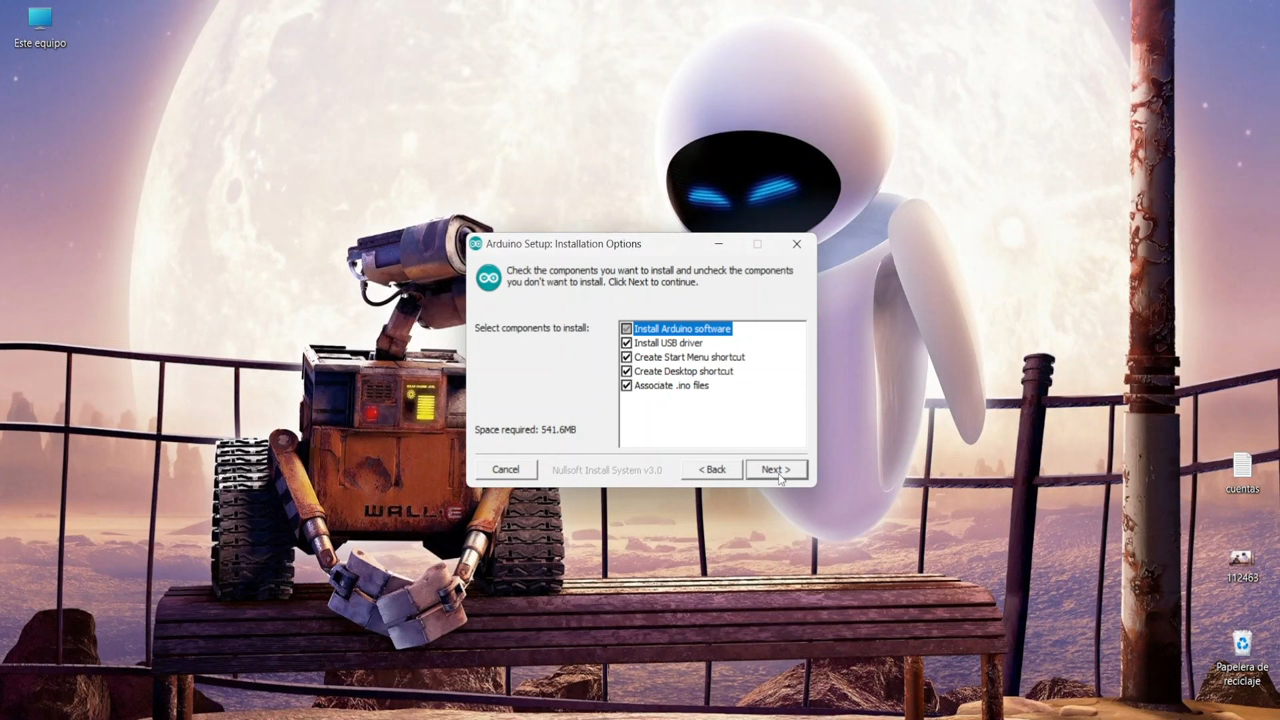 Este equipo
Arduino Setup: Installation Options
Check the components you want to install and uncheck the components
you don't want to install. Click Next to continue.
Select components to install:
Install Arduino software
Install USB driver
Create Start Menu shortcut
Create Desktop shortcut
Associate .ino files
Space required: 541.6MB
Cancel
Nullsoft Install System v3.0
< Back
Next >
WALL·E
cuentas
112463
Papelera de
reciclaje